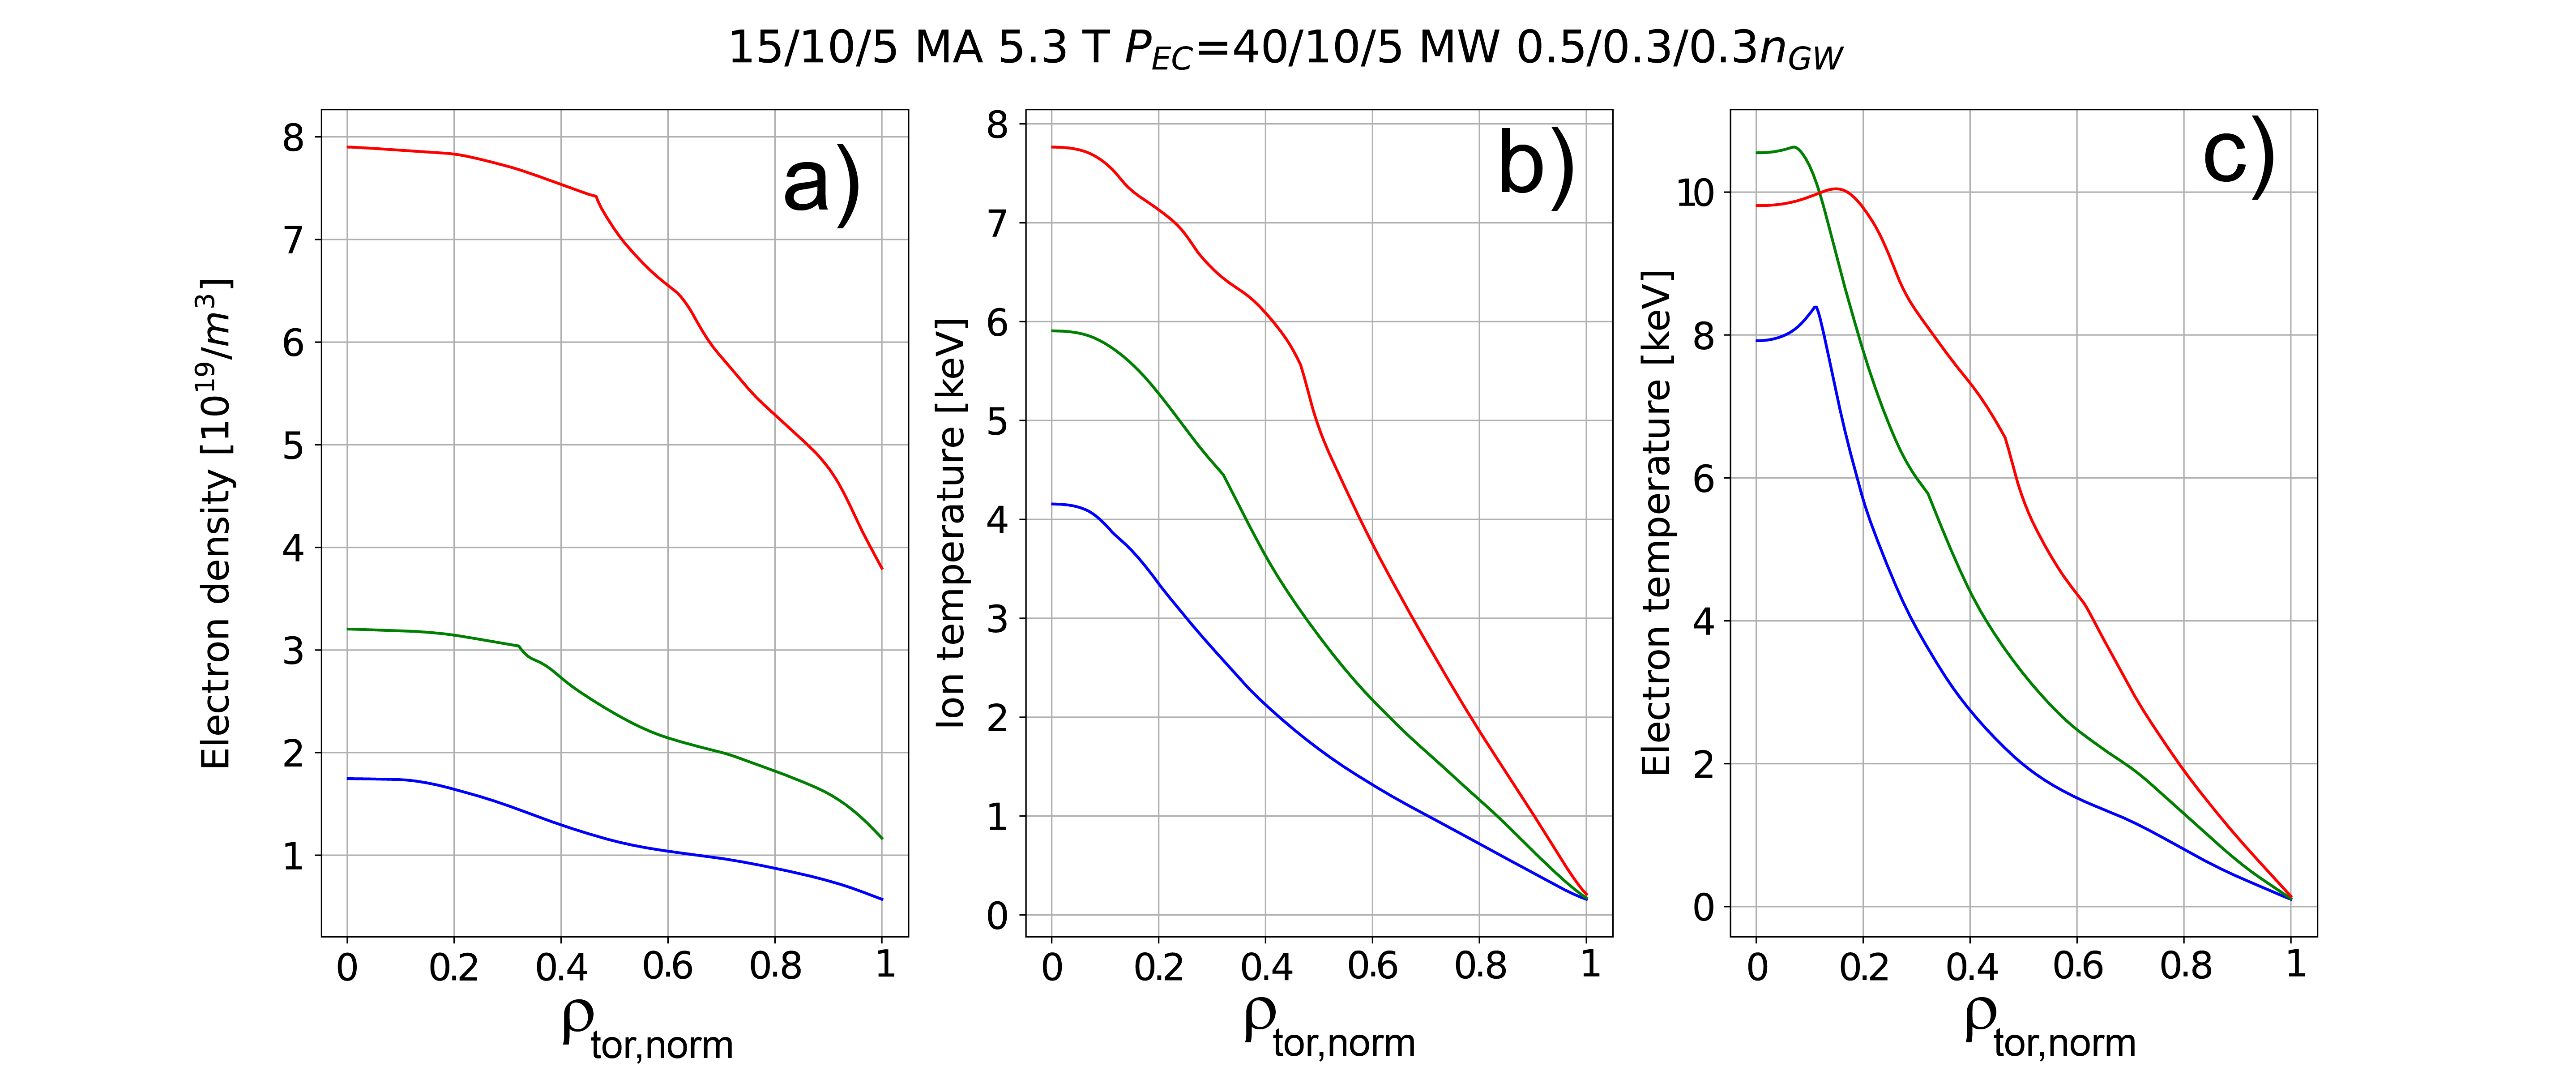 15/10/5 MA 5.3 T P_EC=40/10/5 MW 0.5/0.3/0.3n_GW
a)
Electron density [10^19/m^3]
8
7
6
5
4
3
2
1
0 0.2 0.4 0.6 0.8 1
ρ_tor,norm
b)
Ion temperature [keV]
8
7
6
5
4
3
2
1
0
0 0.2 0.4 0.6 0.8 1
ρ_tor,norm
c)
Electron temperature [keV]
10
8
6
4
2
0
0 0.2 0.4 0.6 0.8 1
ρ_tor,norm